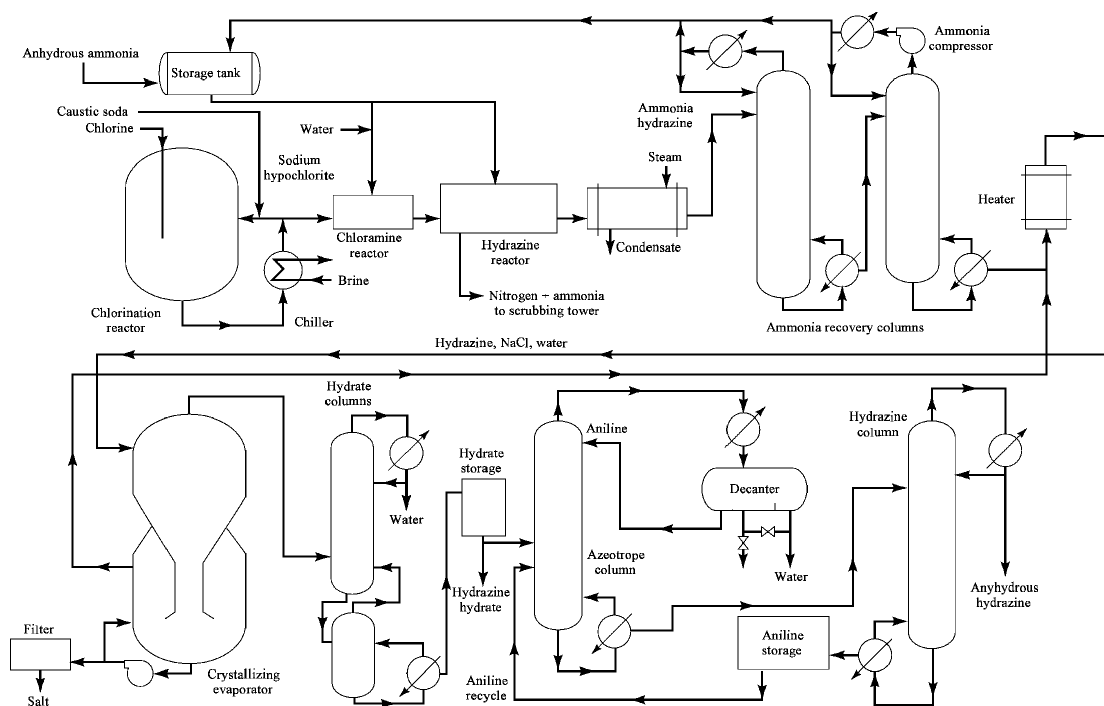 Anhydrous ammonia
Storage tank
Ammonia
compressor
Caustic soda
Chlorine
Water
Ammonia
hydrazine
Sodium
hypochlorite
Steam
Heater
Chloramine
reactor
Hydrazine
reactor
Condensate
Brine
Chiller
Chlorination
reactor
Nitrogen + ammonia
to scrubbing tower
Ammonia recovery columns
Hydrazine, NaCl, water
Hydrate
columns
Aniline
Hydrazine
column
Hydrate
storage
Decanter
Water
Azeotrope
column
Water
Hydrazine
hydrate
Anyhydrous
hydrazine
Filter
Aniline
storage
Crystallizing
evaporator
Aniline
recycle
Salt